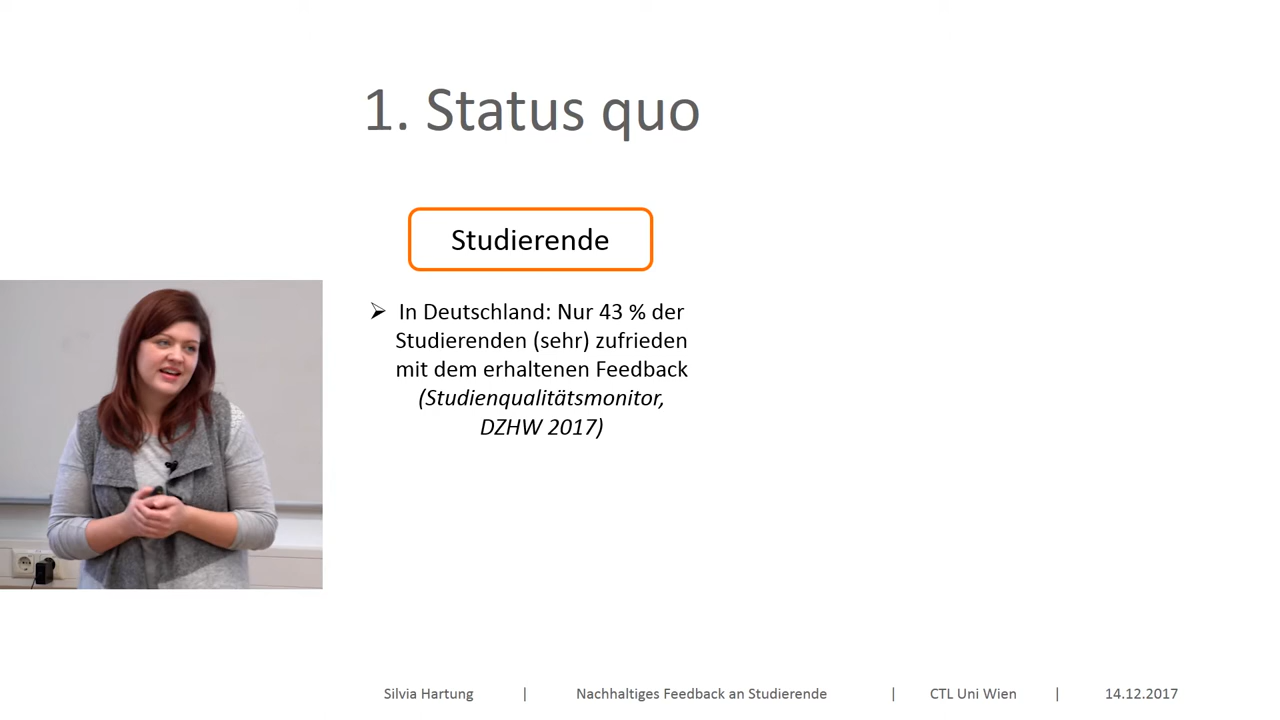 1. Status quo
Studierende
➢ In Deutschland: Nur 43 % der
Studierenden (sehr) zufrieden
mit dem erhaltenen Feedback
(Studienqualitätsmonitor,
DZHW 2017)
Silvia Hartung | Nachhaltiges Feedback an Studierende | CTL Uni Wien | 14.12.2017